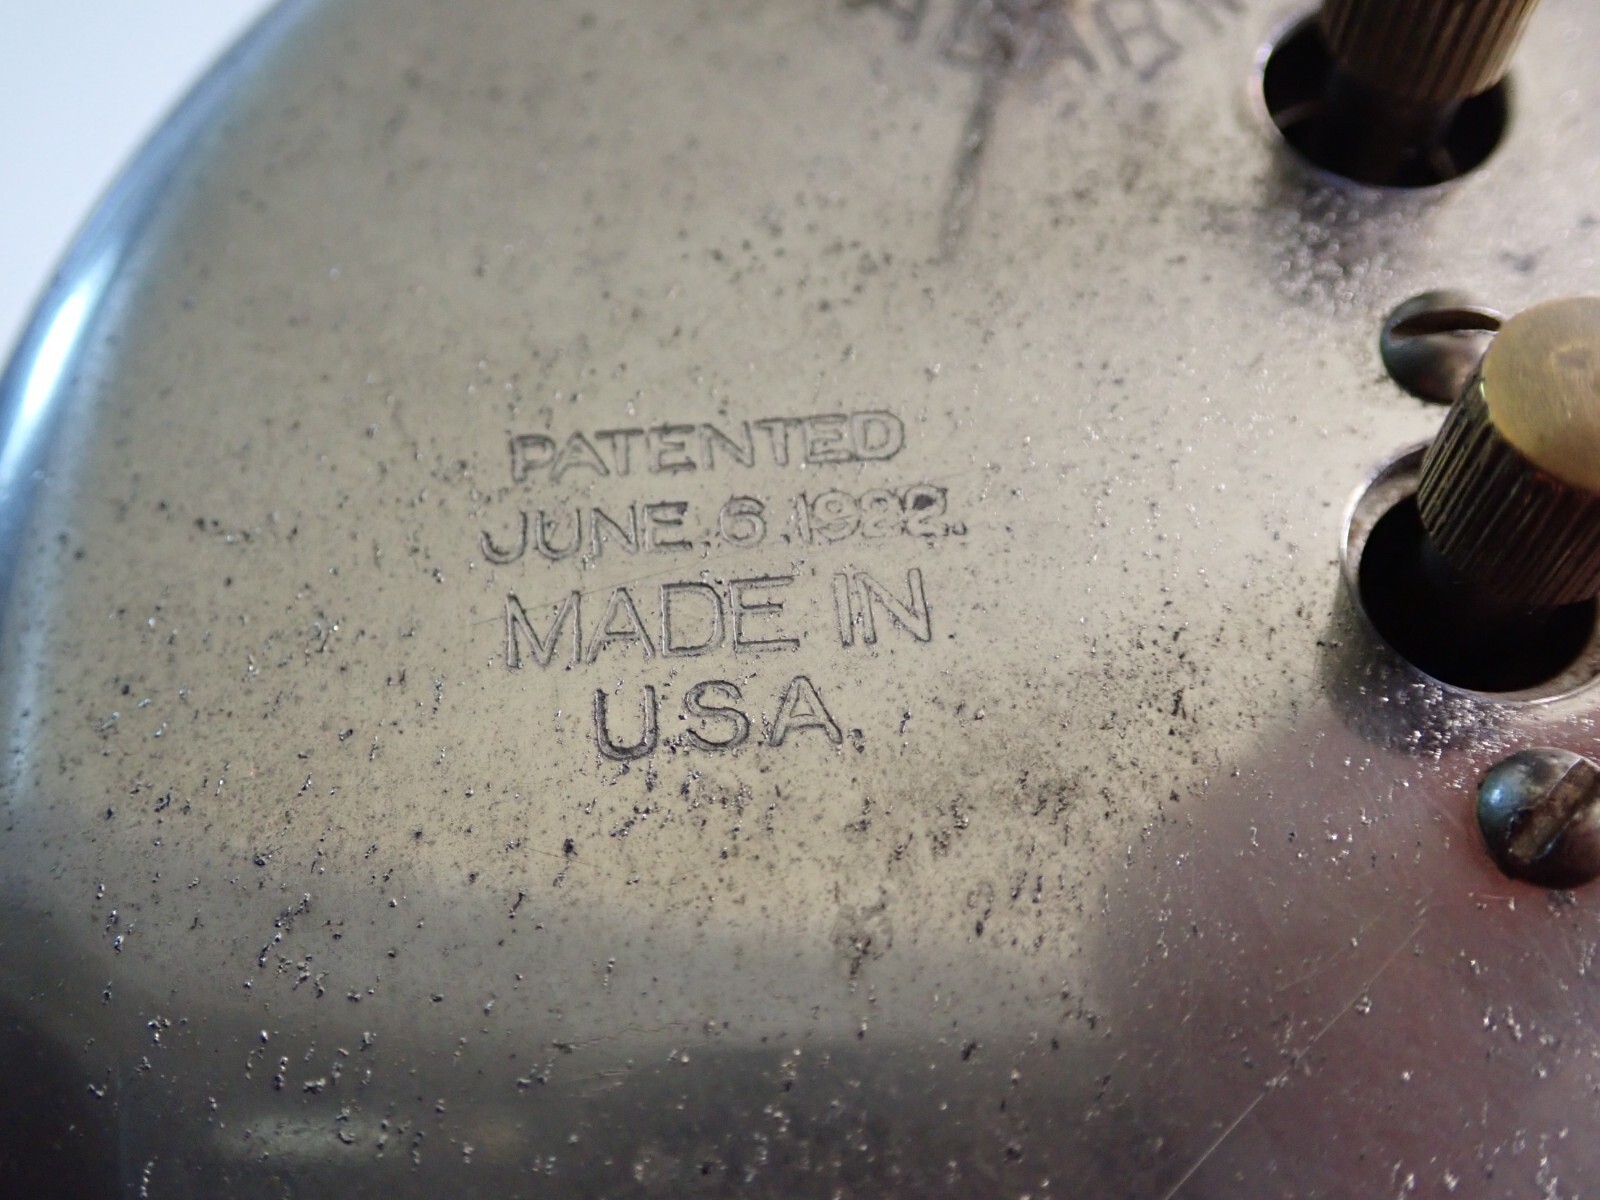 PATENTED
JUNE.6.1922.
MADE IN
U.S.A.